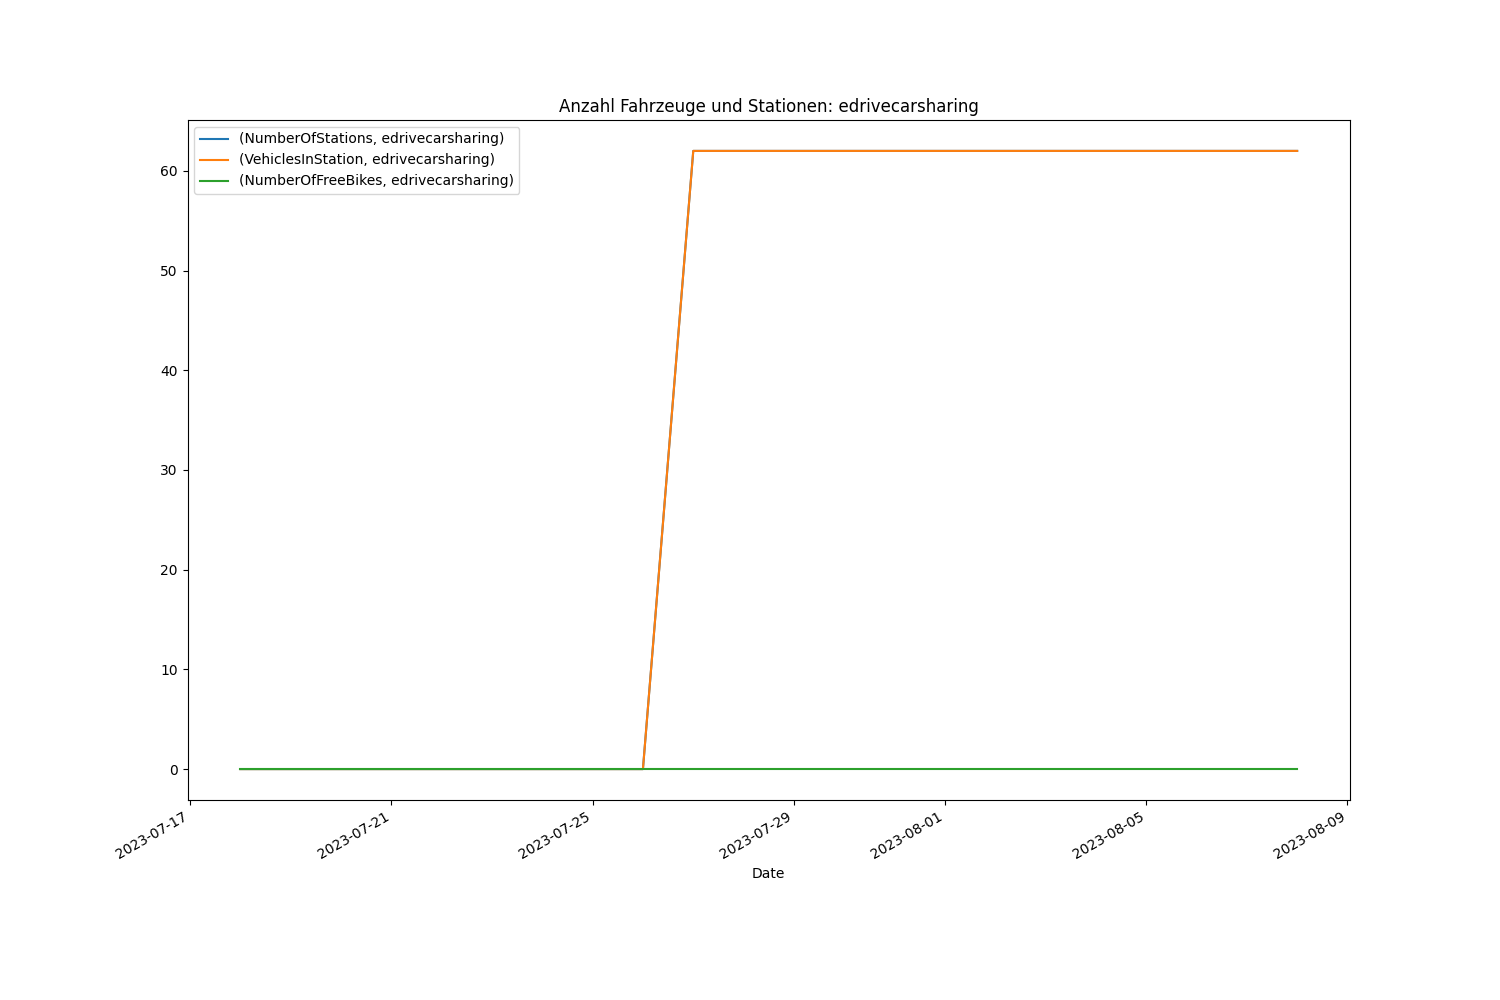 Anzahl Fahrzeuge und Stationen: edrivecarsharing
(NumberOfStations, edrivecarsharing)
(VehiclesInStation, edrivecarsharing)
(NumberOfFreeBikes, edrivecarsharing)
60
50
40
30
20
10
0
2023-07-17
2023-07-21
2023-07-25
2023-07-29
2023-08-01
2023-08-05
2023-08-09
Date